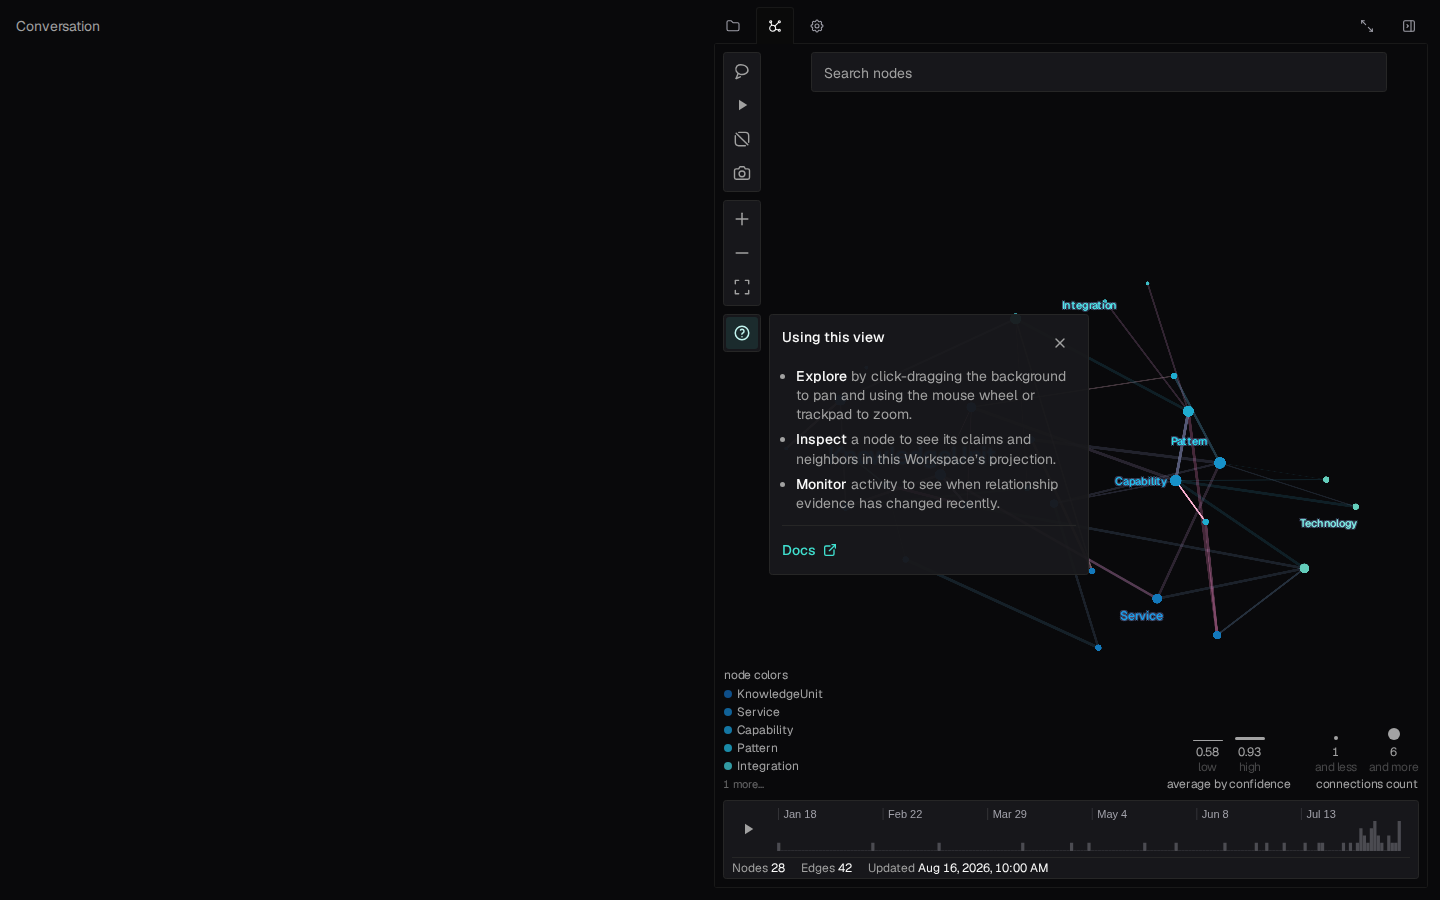 Conversation
Search nodes
Integration
Using this view
Explore by click-dragging the background
to pan and using the mouse wheel or
trackpad to zoom.
Inspect a node to see its claims and
neighbors in this Workspace's projection.
Monitor activity to see when relationship
evidence has changed recently.
Docs
Pattern
Capability
Technology
Service
node colors
KnowledgeUnit
Service
Capability
Pattern
Integration
1 more...
0.58 0.93
low high
average by confidence
1 6
and less and more
connections count
Jan 18 Feb 22 Mar 29 May 4 Jun 8 Jul 13
Nodes 28 Edges 42 Updated Aug 16, 2026, 10:00 AM